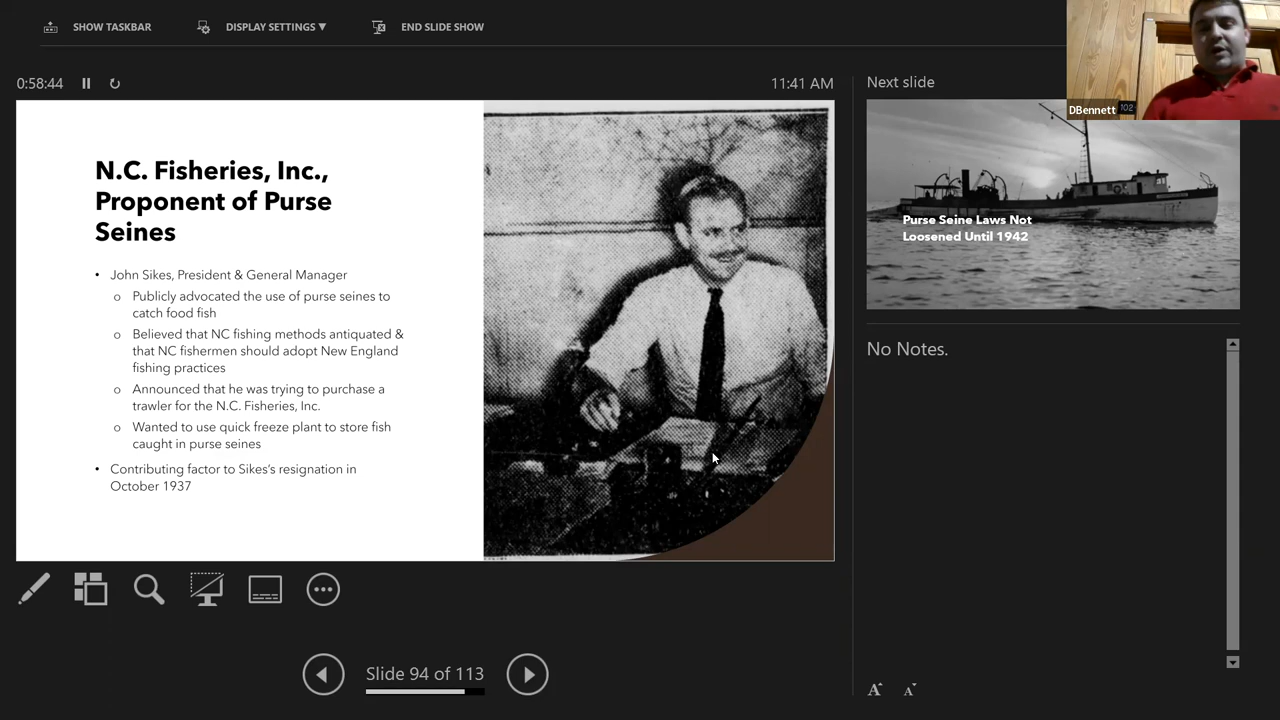 SHOW TASKBAR
DISPLAY SETTINGS ▼
END SLIDE SHOW
0:58:44
11:41 AM
N.C. Fisheries, Inc.,
Proponent of Purse
Seines
• John Sikes, President & General Manager
o Publicly advocated the use of purse seines to
catch food fish
o Believed that NC fishing methods antiquated &
that NC fishermen should adopt New England
fishing practices
o Announced that he was trying to purchase a
trawler for the N.C. Fisheries, Inc.
o Wanted to use quick freeze plant to store fish
caught in purse seines
• Contributing factor to Sikes's resignation in
October 1937
Slide 94 of 113
Next slide
DBennett
102
Purse Seine Laws Not
Loosened Until 1942
No Notes.
A A